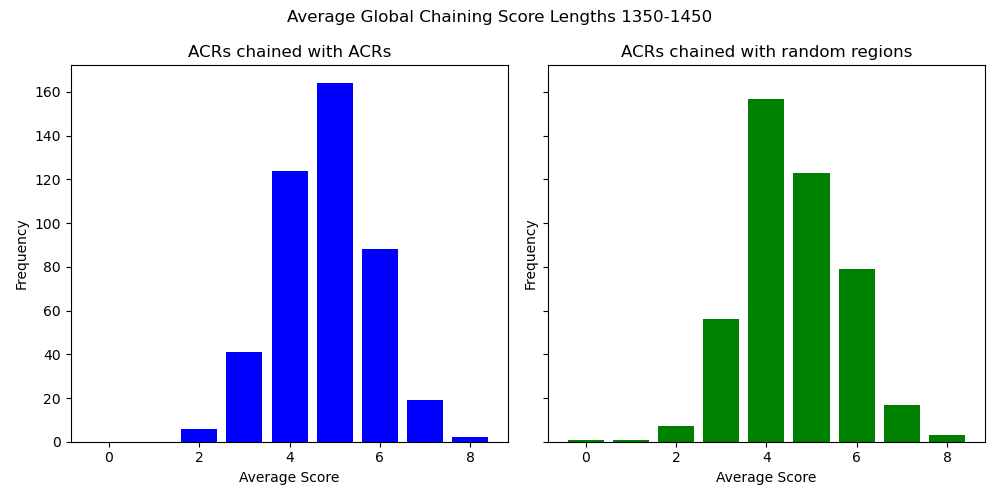 Average Global Chaining Score Lengths 1350-1450
ACRs chained with ACRs
Frequency
160
140
120
100
80
60
40
20
0
0 2 4 6 8
Average Score
ACRs chained with random regions
Frequency
0 2 4 6 8
Average Score